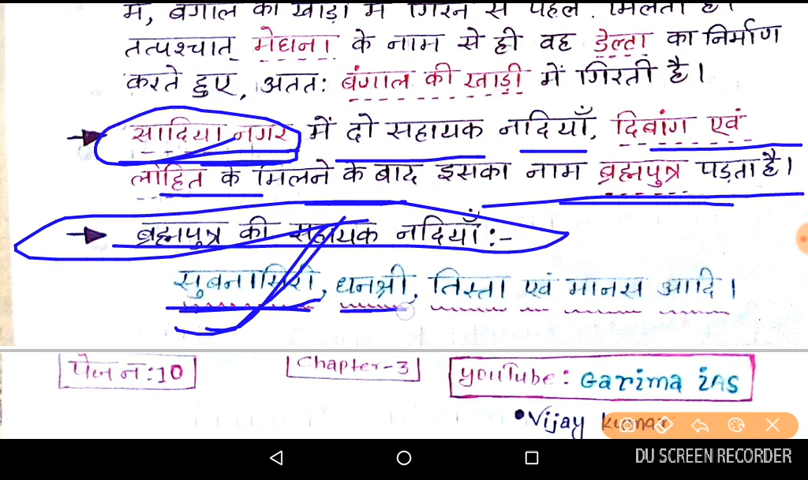 में, बंगाल की खाड़ी में गिरने से पहले. मिलती है।
तत्पश्चात् मेघना के नाम से ही वह डेल्टा का निर्माण
करते हुए, अततः बंगाल की खाड़ी में गिरती है।
सादिया नगर में दो सहायक नदियाँ, दिबांग एवं
लोहित के मिलने के बाद इसका नाम ब्रह्मपुत्र पड़ता है।
ब्रह्मपुत्र की सहायक नदियाँ :-
सुबनसिरी, धनश्री, तिस्ता एवं मानस आदि।
पेज न:10
Chapter-3
YouTube: Garima iAS
•Vijay Kumar
DU SCREEN RECORDER